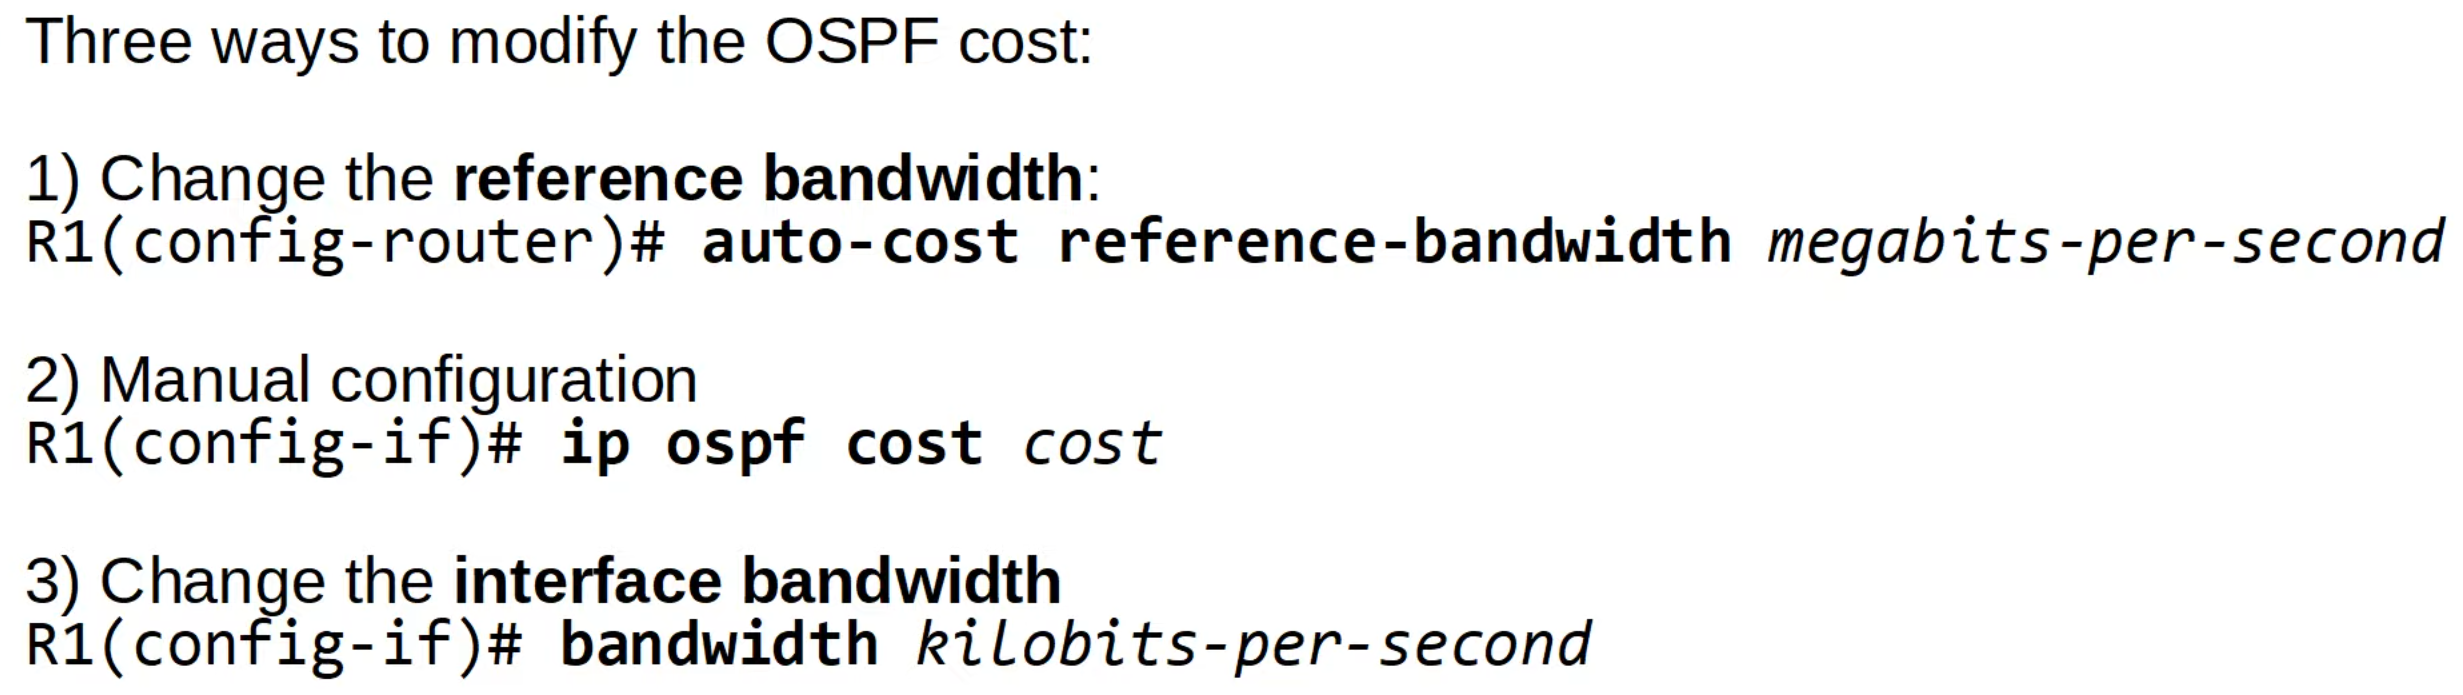 Three ways to modify the OSPF cost:
1) Change the reference bandwidth:
R1(config-router)# auto-cost reference-bandwidth megabits-per-second
2) Manual configuration
R1(config-if)# ip ospf cost cost
3) Change the interface bandwidth
R1(config-if)# bandwidth kilobits-per-second